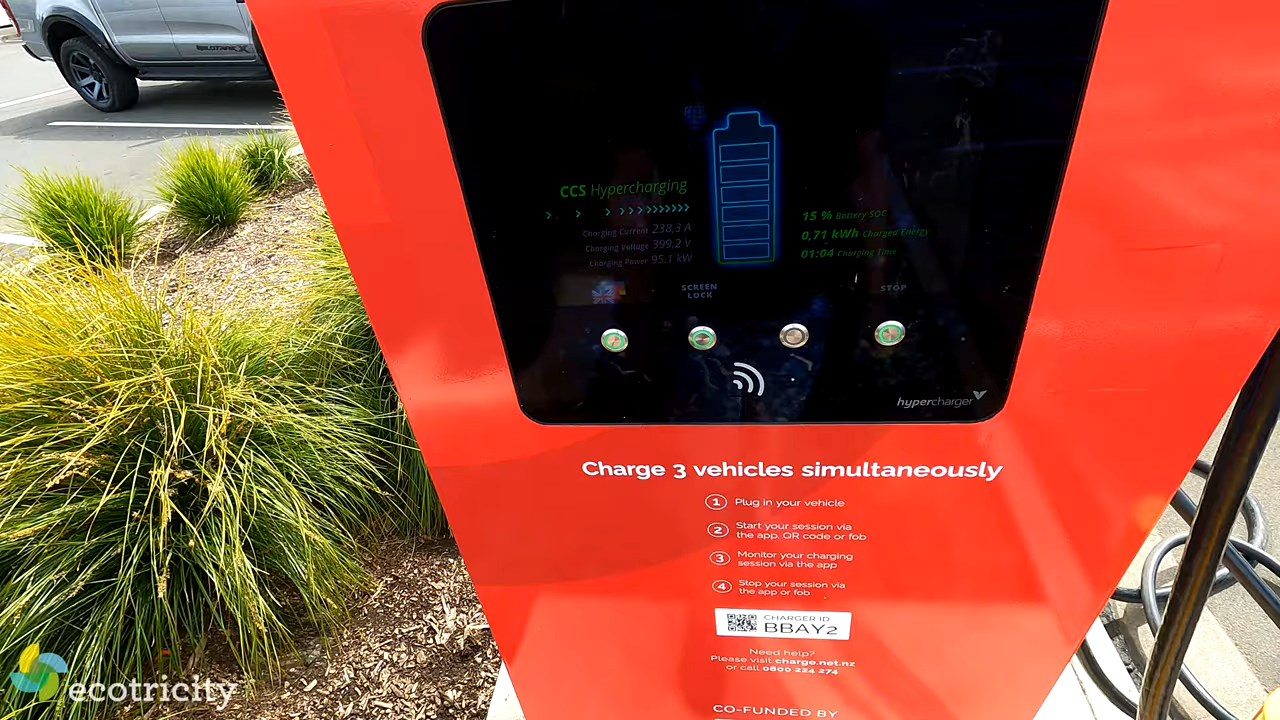 CCS Hypercharging
Charging Current 238,3 A
Charging Voltage 399,2 V
Charging Power 95.1 kW
15 % Battery SOC
0,71 kWh Charged Energy
01:04 Charging Time
SCREEN
LOCK
STOP
hypercharger
Charge 3 vehicles simultaneously
1 Plug in your vehicle
2 Start your session via
the app, QR code or fob
3 Monitor your charging
session via the app
4 Stop your session via
the app or fob
CHARGER ID
BBAY2
Need help?
Please visit charge.net.nz
or call 0800 224 274
CO-FUNDED BY
ecotricity